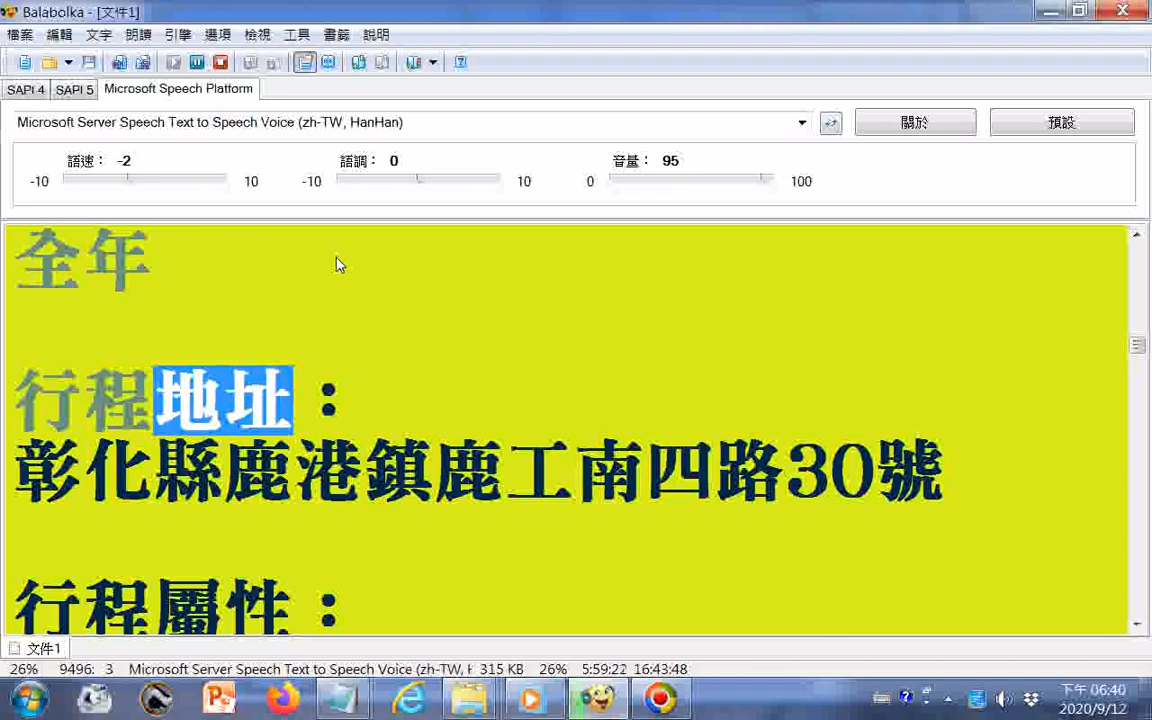 Balabolka - [文件1]
檔案 編輯 文字 朗讀 引擎 選項 檢視 工具 書籤 說明
SAPI 4 SAPI 5 Microsoft Speech Platform
Microsoft Server Speech Text to Speech Voice (zh-TW, HanHan) 關於 預設
語速： -2 語調： 0 音量： 95
-10 10 -10 10 0 100
全年
行程地址：
彰化縣鹿港鎮鹿工南四路30號
行程屬性：
文件1
26% 9496: 3 Microsoft Server Speech Text to Speech Voice (zh-TW, 315 KB 26% 5:59:22 16:43:48
下午 06:40
2020/9/12